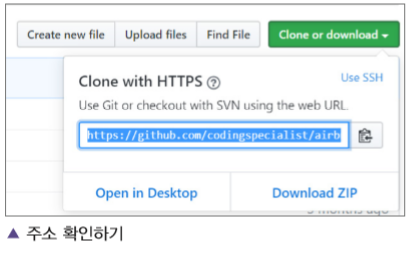 Create new file Upload files Find File Clone or download
Clone with HTTPS Use SSH
Use Git or checkout with SVN using the web URL.
https://github.com/codingspecialist/airb
Open in Desktop Download ZIP
months ago
▲ 주소 확인하기